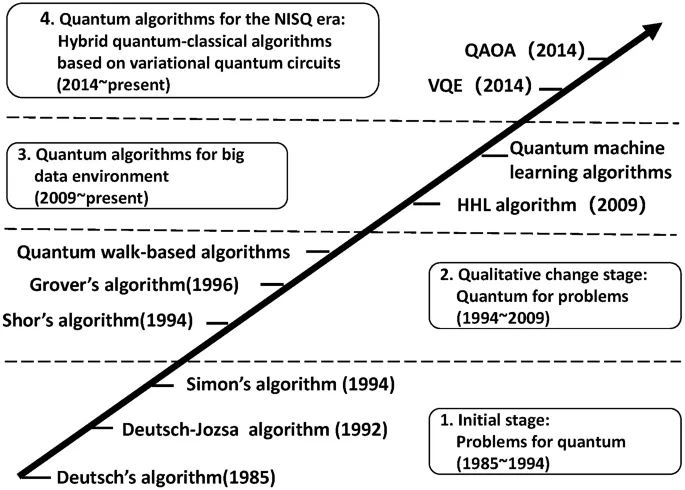 4. Quantum algorithms for the NISQ era:
Hybrid quantum-classical algorithms
based on variational quantum circuits
(2014~present)
QAOA (2014)
VQE (2014)
3. Quantum algorithms for big
data environment
(2009~present)
Quantum machine
learning algorithms
HHL algorithm (2009)
Quantum walk-based algorithms
Grover's algorithm(1996)
Shor's algorithm(1994)
2. Qualitative change stage:
Quantum for problems
(1994~2009)
Simon's algorithm (1994)
Deutsch-Jozsa algorithm (1992)
Deutsch's algorithm(1985)
1. Initial stage:
Problems for quantum
(1985~1994)